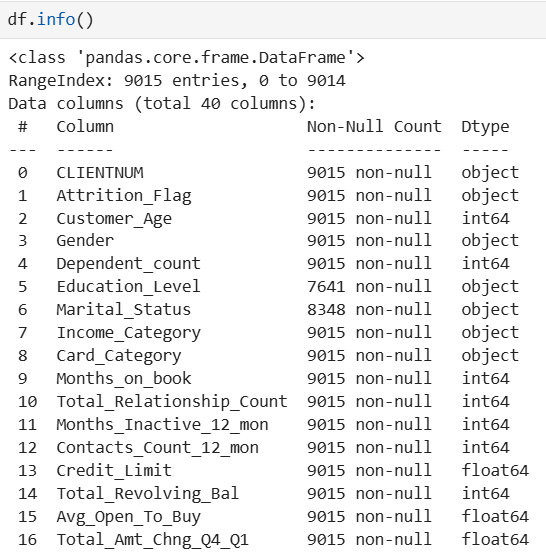 df.info()
<class 'pandas.core.frame.DataFrame'>
RangeIndex: 9015 entries, 0 to 9014
Data columns (total 40 columns):
 #   Column                    Non-Null Count  Dtype
---  ------                    --------------  -----
 0   CLIENTNUM                 9015 non-null   object
 1   Attrition_Flag            9015 non-null   object
 2   Customer_Age              9015 non-null   int64
 3   Gender                    9015 non-null   object
 4   Dependent_count           9015 non-null   int64
 5   Education_Level           7641 non-null   object
 6   Marital_Status            8348 non-null   object
 7   Income_Category           9015 non-null   object
 8   Card_Category             9015 non-null   object
 9   Months_on_book            9015 non-null   int64
 10  Total_Relationship_Count  9015 non-null   int64
 11  Months_Inactive_12_mon    9015 non-null   int64
 12  Contacts_Count_12_mon     9015 non-null   int64
 13  Credit_Limit              9015 non-null   float64
 14  Total_Revolving_Bal       9015 non-null   int64
 15  Avg_Open_To_Buy           9015 non-null   float64
 16  Total_Amt_Chng_Q4_Q1      9015 non-null   float64